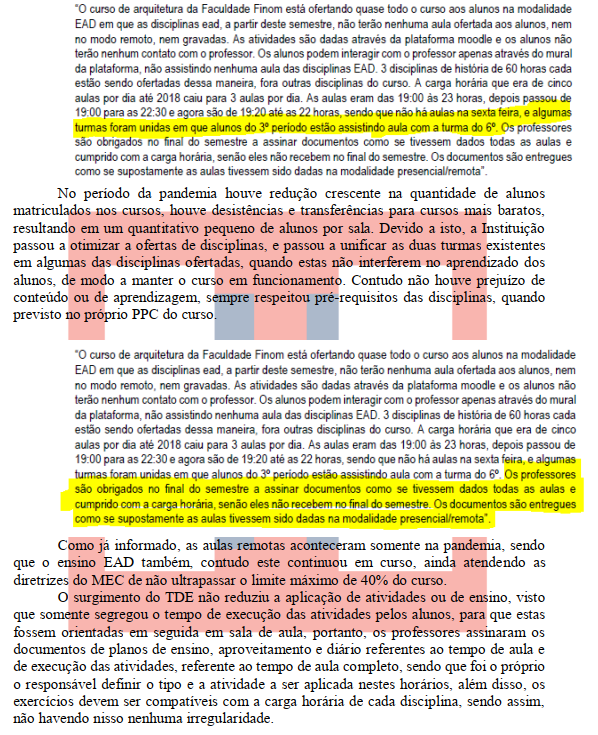 "O curso de arquitetura da Faculdade Finom está ofertando quase todo o curso aos alunos na modalidade
EAD em que as disciplinas ead, a partir deste semestre, não terão nenhuma aula ofertada aos alunos, nem
no modo remoto, nem gravadas. As atividades são dadas através da plataforma moodle e os alunos não
terão nenhum contato com o professor. Os alunos podem interagir com o professor apenas através do mural
da plataforma, não assistindo nenhuma aula das disciplinas EAD. 3 disciplinas de história de 60 horas cada
estão sendo ofertadas dessa maneira, fora outras disciplinas do curso. A carga horária que era de cinco
aulas por dia até 2018 caiu para 3 aulas por dia. As aulas eram das 19:00 às 23 horas, depois passou de
19:00 para as 22:30 e agora são de 19:20 até as 22 horas, sendo que não há aulas na sexta feira, e algumas
turmas foram unidas em que alunos do 3º período estão assistindo aula com a turma do 6º. Os professores
são obrigados no final do semestre a assinar documentos como se tivessem dados todas as aulas e
cumprido com a carga horária, senão eles não recebem no final do semestre. Os documentos são entregues
como se supostamente as aulas tivessem sido dadas na modalidade presencial/remota".
No período da pandemia houve redução crescente na quantidade de alunos
matriculados nos cursos, houve desistências e transferências para cursos mais baratos,
resultando em um quantitativo pequeno de alunos por sala. Devido a isto, a Instituição
passou a otimizar a ofertas de disciplinas, e passou a unificar as duas turmas existentes
em algumas das disciplinas ofertadas, quando estas não interferem no aprendizado dos
alunos, de modo a manter o curso em funcionamento. Contudo não houve prejuízo de
conteúdo ou de aprendizagem, sempre respeitou pré-requisitos das disciplinas, quando
previsto no próprio PPC do curso.
"O curso de arquitetura da Faculdade Finom está ofertando quase todo o curso aos alunos na modalidade
EAD em que as disciplinas ead, a partir deste semestre, não terão nenhuma aula ofertada aos alunos, nem
no modo remoto, nem gravadas. As atividades são dadas através da plataforma moodle e os alunos não
terão nenhum contato com o professor. Os alunos podem interagir com o professor apenas através do mural
da plataforma, não assistindo nenhuma aula das disciplinas EAD. 3 disciplinas de história de 60 horas cada
estão sendo ofertadas dessa maneira, fora outras disciplinas do curso. A carga horária que era de cinco
aulas por dia até 2018 caiu para 3 aulas por dia. As aulas eram das 19:00 ás 23 horas, depois passou de
19:00 para as 22:30 e agora são de 19:20 até as 22 horas, sendo que não há aulas na sexta feira, e algumas
turmas foram unidas em que alunos do 3º período estão assistindo aula com a turma do 6º. Os professores
são obrigados no final do semestre a assinar documentos como se tivessem dados todas as aulas e
cumprido com a carga horária, senão eles não recebem no final do semestre. Os documentos são entregues
como se supostamente as aulas tivessem sido dadas na modalidade presencial/remota".
Como já informado, as aulas remotas aconteceram somente na pandemia, sendo
que o ensino EAD também, contudo este continuou em curso, ainda atendendo as
diretrizes do MEC de não ultrapassar o limite máximo de 40% do curso.
O surgimento do TDE não reduziu a aplicação de atividades ou de ensino, visto
que somente segregou o tempo de execução das atividades pelos alunos, para que estas
fossem orientadas em seguida em sala de aula, portanto, os professores assinaram os
documentos de planos de ensino, aproveitamento e diário referentes ao tempo de aula e
de execução das atividades, referente ao tempo de aula completo, sendo que foi o próprio
o responsável definir o tipo e a atividade a ser aplicada nestes horários, além disso, os
exercícios devem ser compatíveis com a carga horária de cada disciplina, sendo assim,
não havendo nisso nenhuma irregularidade.